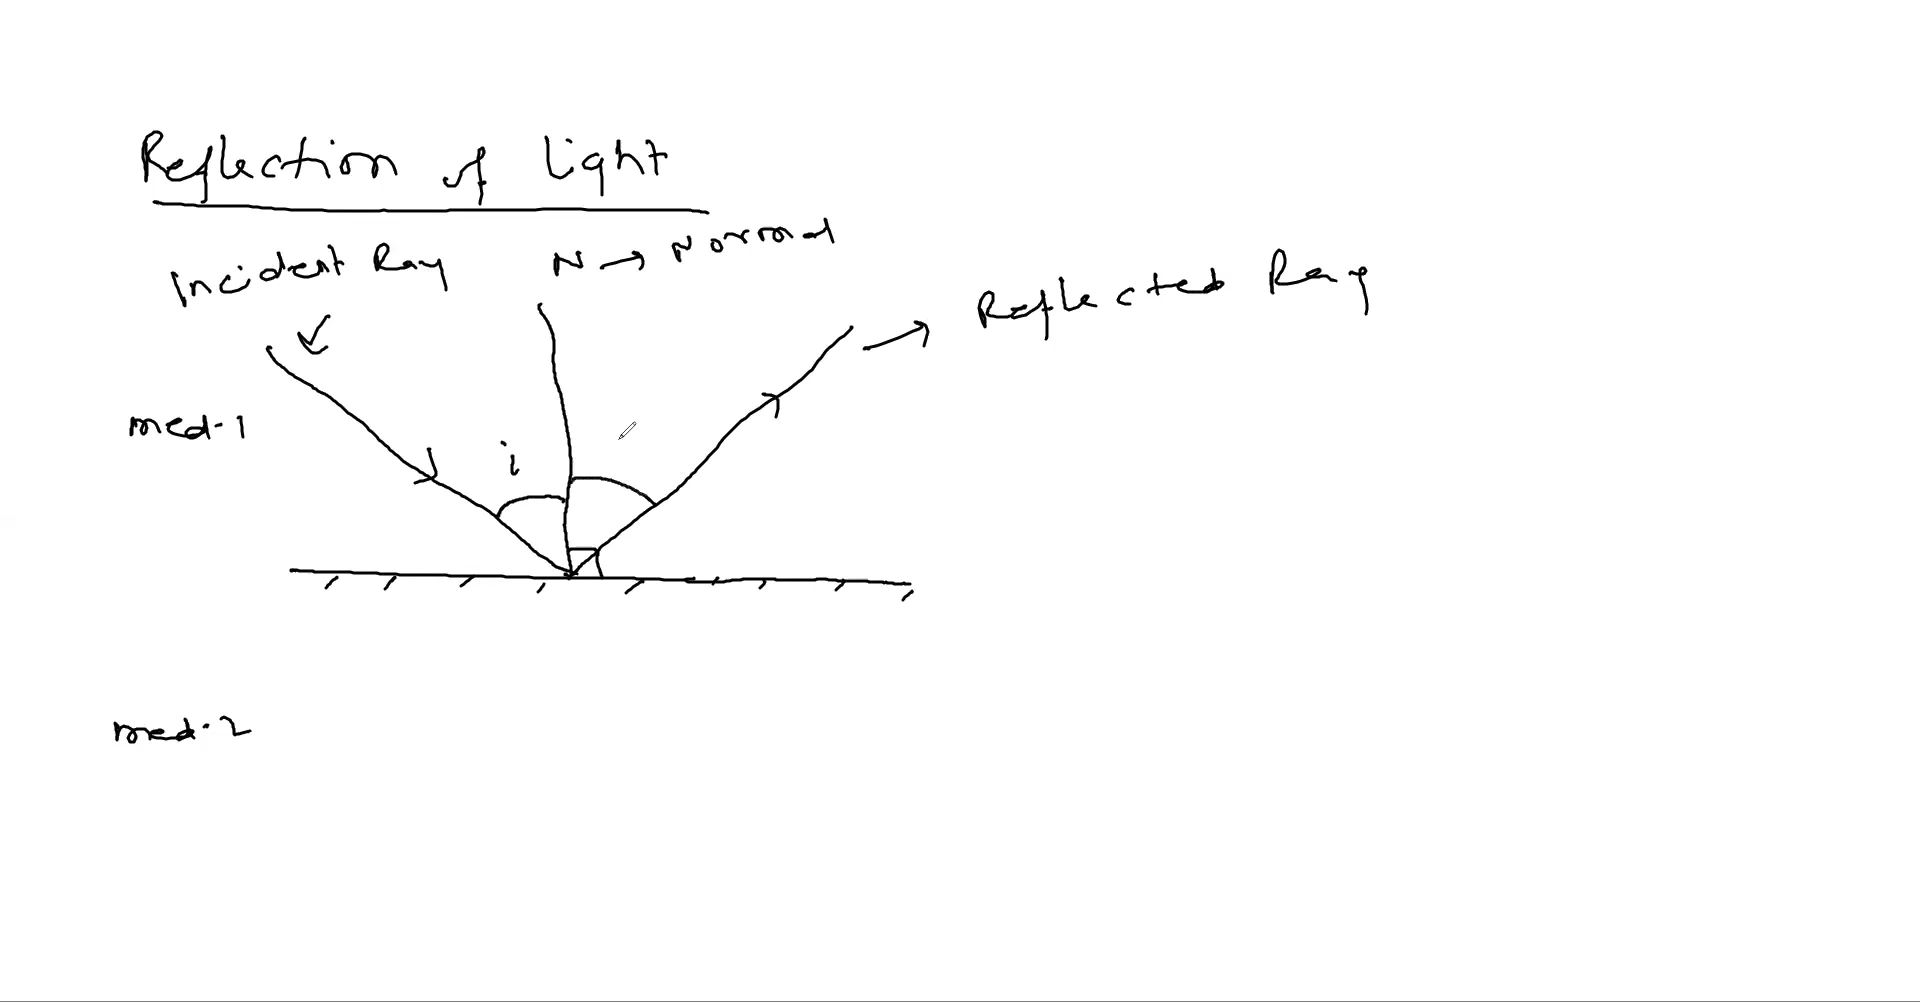 Reflection of light
Incident Ray
N → Normal
Reflected Ray
med-1
i
med-2